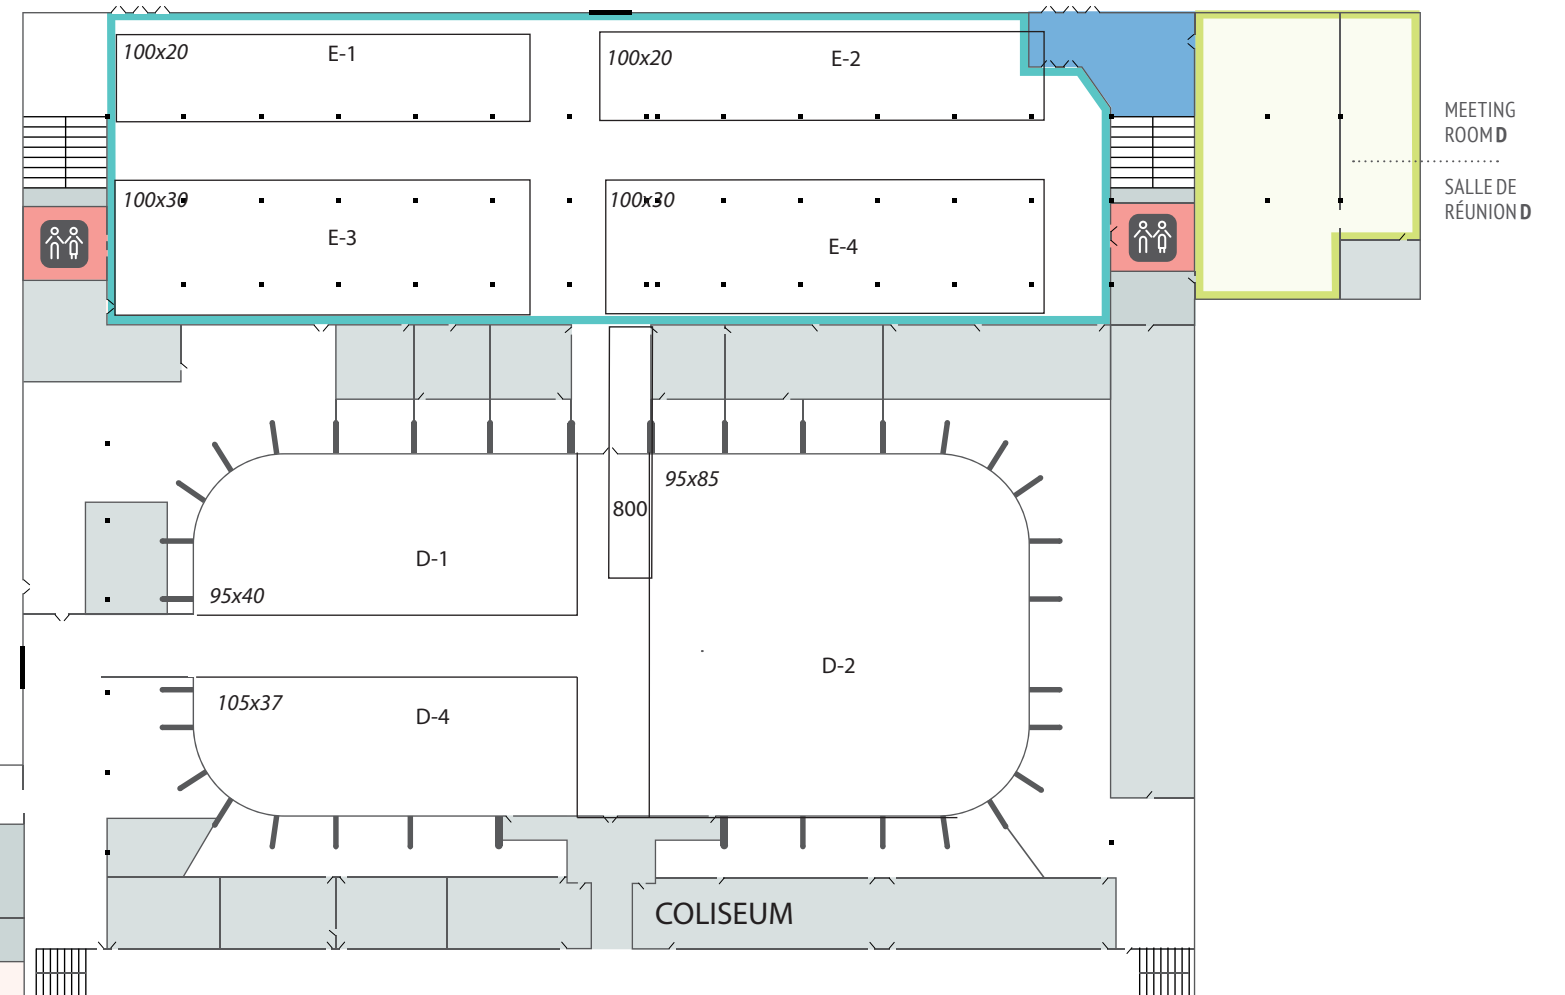 100x20
E-1
100x20
E-2
MEETING
ROOM D
SALLE DE
RÉUNION D
100x30
E-3
100x30
E-4
95x85
800
D-1
95x40
D-2
105x37
D-4
COLISEUM